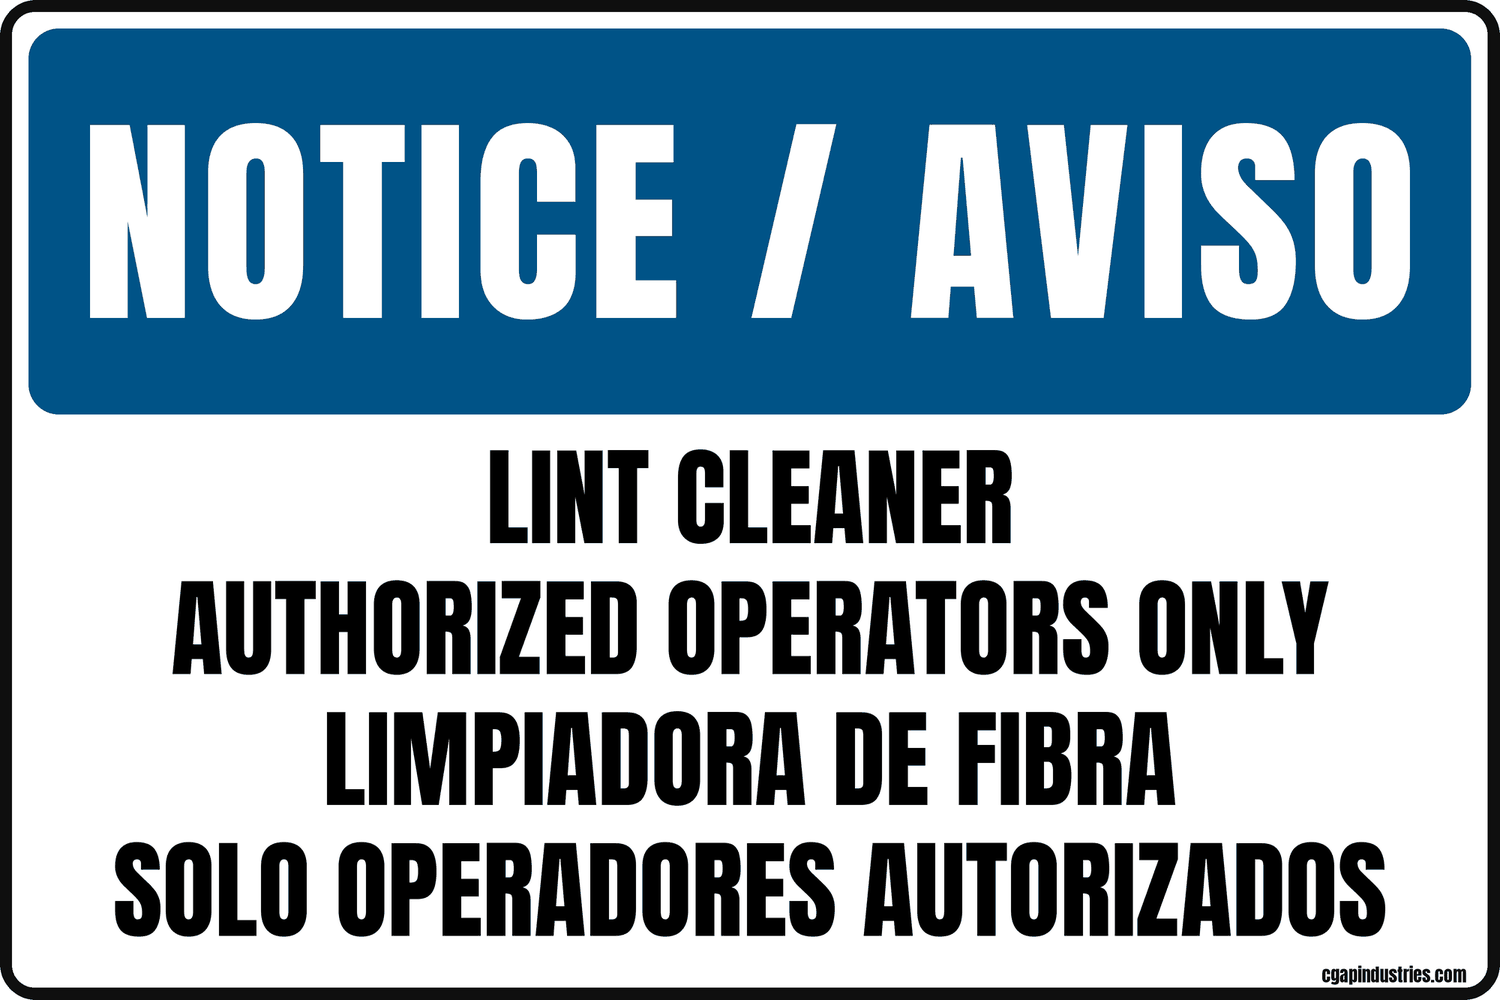 NOTICE / AVISO
LINT CLEANER
AUTHORIZED OPERATORS ONLY
LIMPIADORA DE FIBRA
SOLO OPERADORES AUTORIZADOS
cgapindustries.com